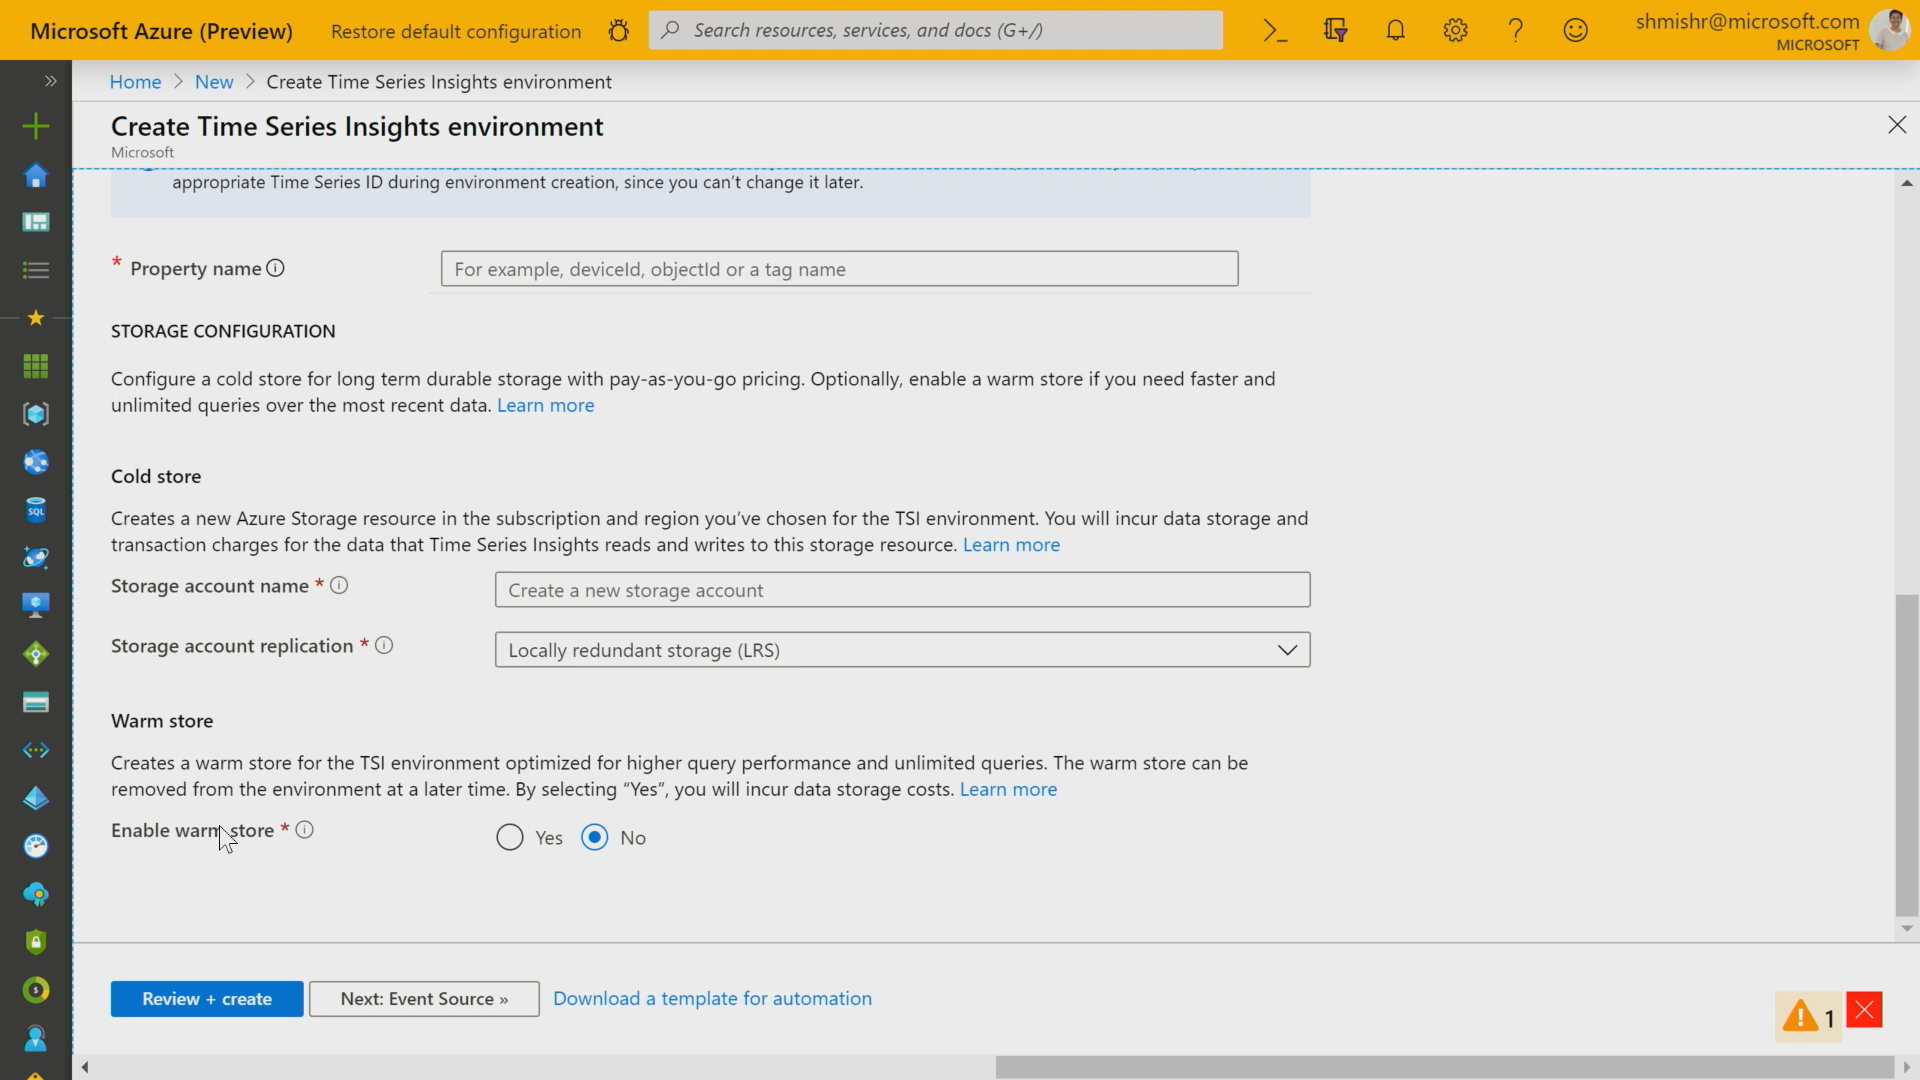 Microsoft Azure (Preview)
Restore default configuration
Search resources, services, and docs (G+/)
shmishr@microsoft.com
MICROSOFT
Home > New > Create Time Series Insights environment
Create Time Series Insights environment
Microsoft
appropriate Time Series ID during environment creation, since you can't change it later.
* Property name
For example, deviceId, objectId or a tag name
STORAGE CONFIGURATION
Configure a cold store for long term durable storage with pay-as-you-go pricing. Optionally, enable a warm store if you need faster and
unlimited queries over the most recent data. Learn more
Cold store
Creates a new Azure Storage resource in the subscription and region you've chosen for the TSI environment. You will incur data storage and
transaction charges for the data that Time Series Insights reads and writes to this storage resource. Learn more
Storage account name *
Create a new storage account
Storage account replication *
Locally redundant storage (LRS)
Warm store
Creates a warm store for the TSI environment optimized for higher query performance and unlimited queries. The warm store can be
removed from the environment at a later time. By selecting “Yes”, you will incur data storage costs. Learn more
Enable warm store *
Yes
No
Review + create
Next: Event Source »
Download a template for automation
1
SQL